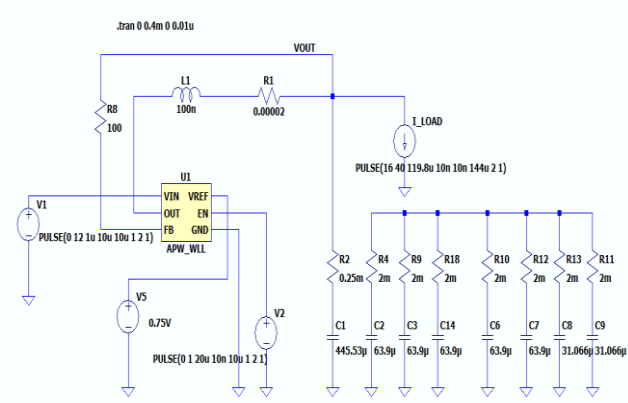 .tran 0 0.4m 0 0.01u
VOUT
L1
100n
R1
0.00002
R8
100
I_LOAD
PULSE(16 40 119.8u 10n 10n 144u 2 1)
U1
VIN VREF
OUT EN
FB GND
APW_WLL
V1
PULSE(0 12 1u 10u 10u 1 2 1)
V5
0.75V
V2
PULSE(0 1 20u 10n 10u 1 2 1)
R2 R4 R9 R18 R10 R12 R13 R11
0.25m 2m 2m 2m 2m 2m 2m 2m
C1 C2 C3 C14 C6 C7 C8 C9
445.53µ 63.9µ 63.9µ 63.9µ 63.9µ 63.9µ 31.066µ 31.066µ